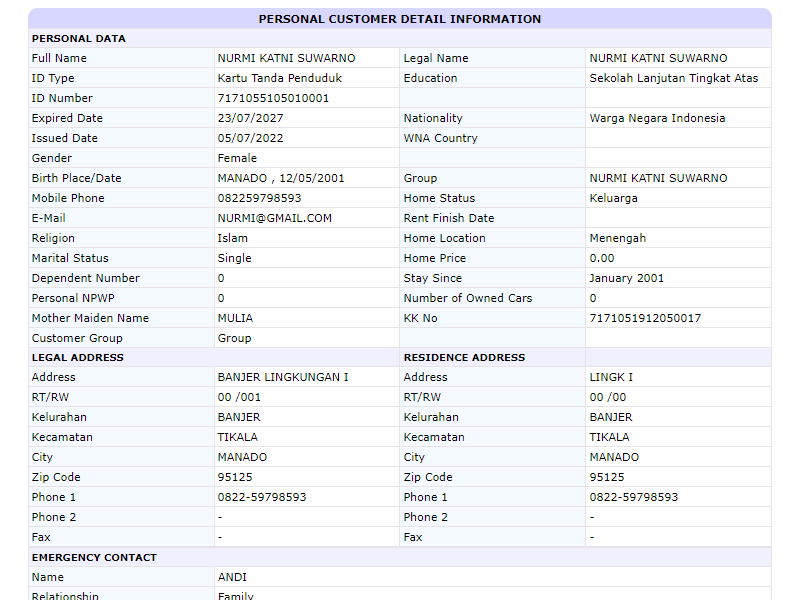 PERSONAL CUSTOMER DETAIL INFORMATION
PERSONAL DATA
Full Name NURMI KATNI SUWARNO Legal Name NURMI KATNI SUWARNO
ID Type Kartu Tanda Penduduk Education Sekolah Lanjutan Tingkat Atas
ID Number 7171055105010001
Expired Date 23/07/2027 Nationality Warga Negara Indonesia
Issued Date 05/07/2022 WNA Country
Gender Female
Birth Place/Date MANADO , 12/05/2001 Group NURMI KATNI SUWARNO
Mobile Phone 082259798593 Home Status Keluarga
E-Mail NURMI@GMAIL.COM Rent Finish Date
Religion Islam Home Location Menengah
Marital Status Single Home Price 0.00
Dependent Number 0 Stay Since January 2001
Personal NPWP 0 Number of Owned Cars 0
Mother Maiden Name MULIA KK No 7171051912050017
Customer Group Group
LEGAL ADDRESS RESIDENCE ADDRESS
Address BANJER LINGKUNGAN I Address LINGK I
RT/RW 00 /001 RT/RW 00 /00
Kelurahan BANJER Kelurahan BANJER
Kecamatan TIKALA Kecamatan TIKALA
City MANADO City MANADO
Zip Code 95125 Zip Code 95125
Phone 1 0822-59798593 Phone 1 0822-59798593
Phone 2 - Phone 2 -
Fax - Fax -
EMERGENCY CONTACT
Name ANDI
Relationship Family